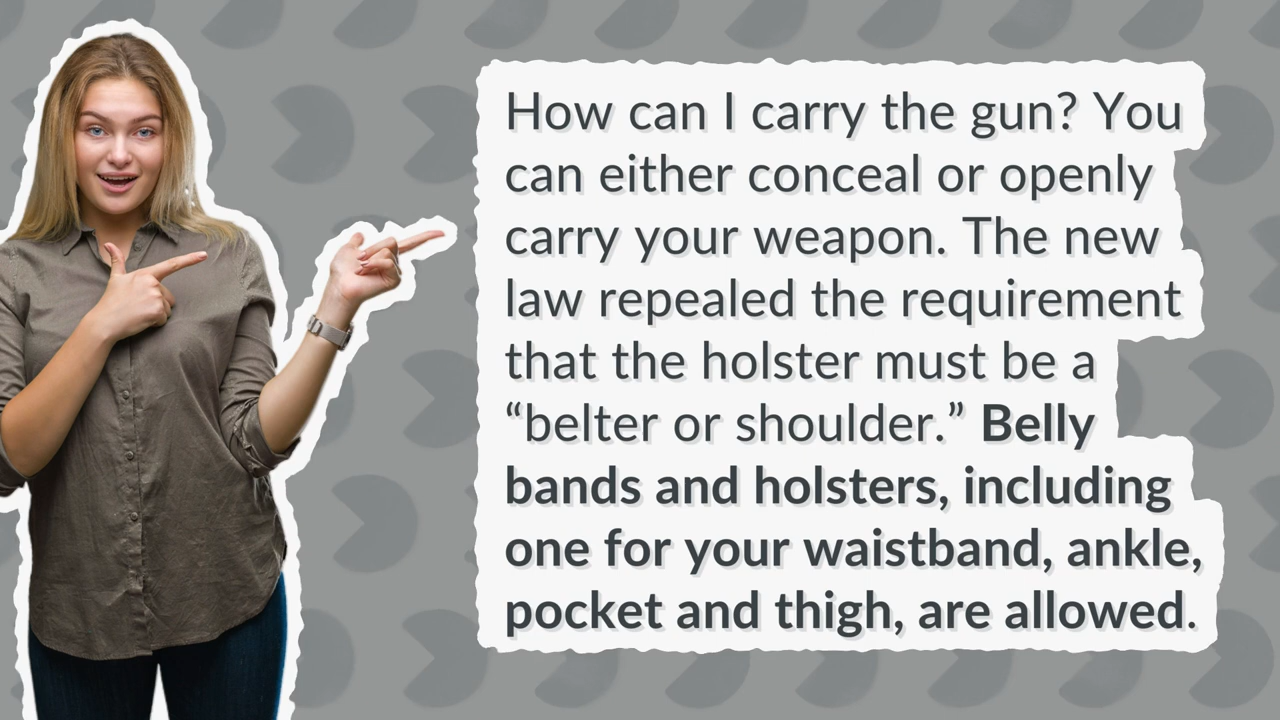 How can I carry the gun? You
can either conceal or openly
carry your weapon. The new
law repealed the requirement
that the holster must be a
“belter or shoulder.” Belly
bands and holsters, including
one for your waistband, ankle,
pocket and thigh, are allowed.